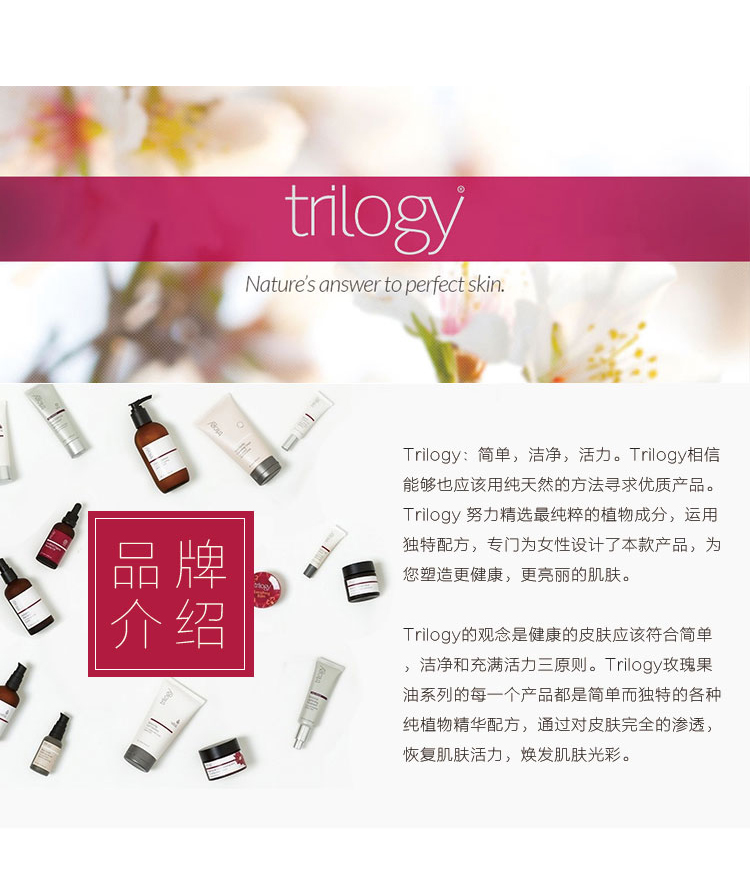 trilogy®
Nature's answer to perfect skin.
品牌
介绍
Trilogy：简单，洁净，活力。Trilogy相信
能够也应该用纯天然的方法寻求优质产品。
Trilogy 努力精选最纯粹的植物成分，运用
独特配方，专门为女性设计了本款产品，为
您塑造更健康，更亮丽的肌肤。
Trilogy的观念是健康的皮肤应该符合简单
，洁净和充满活力三原则。Trilogy玫瑰果
油系列的每一个产品都是简单而独特的各种
纯植物精华配方，通过对皮肤完全的渗透，
恢复肌肤活力，焕发肌肤光彩。
trilogy